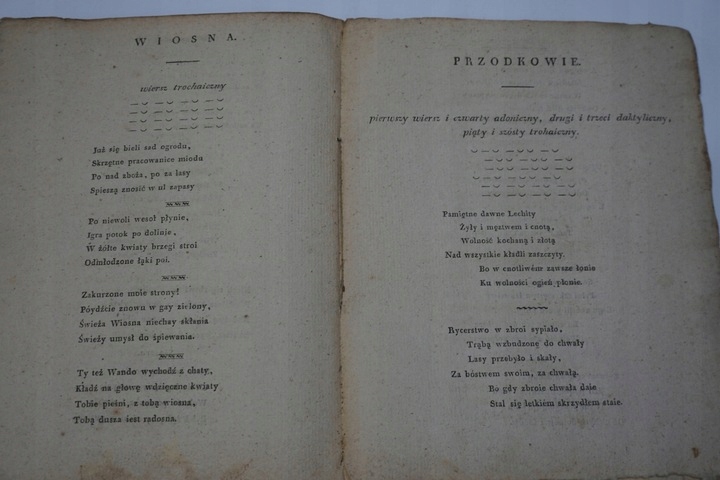 WIOSNA.
wiersz trochaiczny
Już się bieli sad ogrodu,
Skrzętne pracownice miodu
Po nad zboża, po za lasy
Spieszą znosić w ul zapasy
Po niewoli wesoł płynie,
Igra potok po dolinie,
W żółte kwiaty brzegi stroi
Odmłodzone łąki poi.
Zakurzone moie strony!
Póydźcie znowu w gay zielony,
Świeża Wiosna niechay skłania
Świeży umysł do śpiewania.
Ty też Wando wychodź z chaty,
Kładź na głowę wdzięczne kwiaty
Tobie pieśni, z tobą wiosna,
Tobą dusza iest radosna.
PRZODKOWIE.
pierwszy wiersz i czwarty adoniczny, drugi i trzeci daktyliczny,
piąty i szósty trohaiczny.
Pamiętne dawne Lechity
Żyły i męstwem i cnotą,
Wolność kochaną i złotą
Nad wszystkie kładli zaszczyty.
Bo w cnotliwém zawsze łonie
Ku wolności ogień płonie.
Rycerstwo w zbroi sypiało,
Trąbą wzbudzone do chwały
Lasy przebyło i skały,
Za bóstwem swoim, za chwałą.
Bo gdy zbroie chwała daie
Stal się letkiém skrzydłem staie.